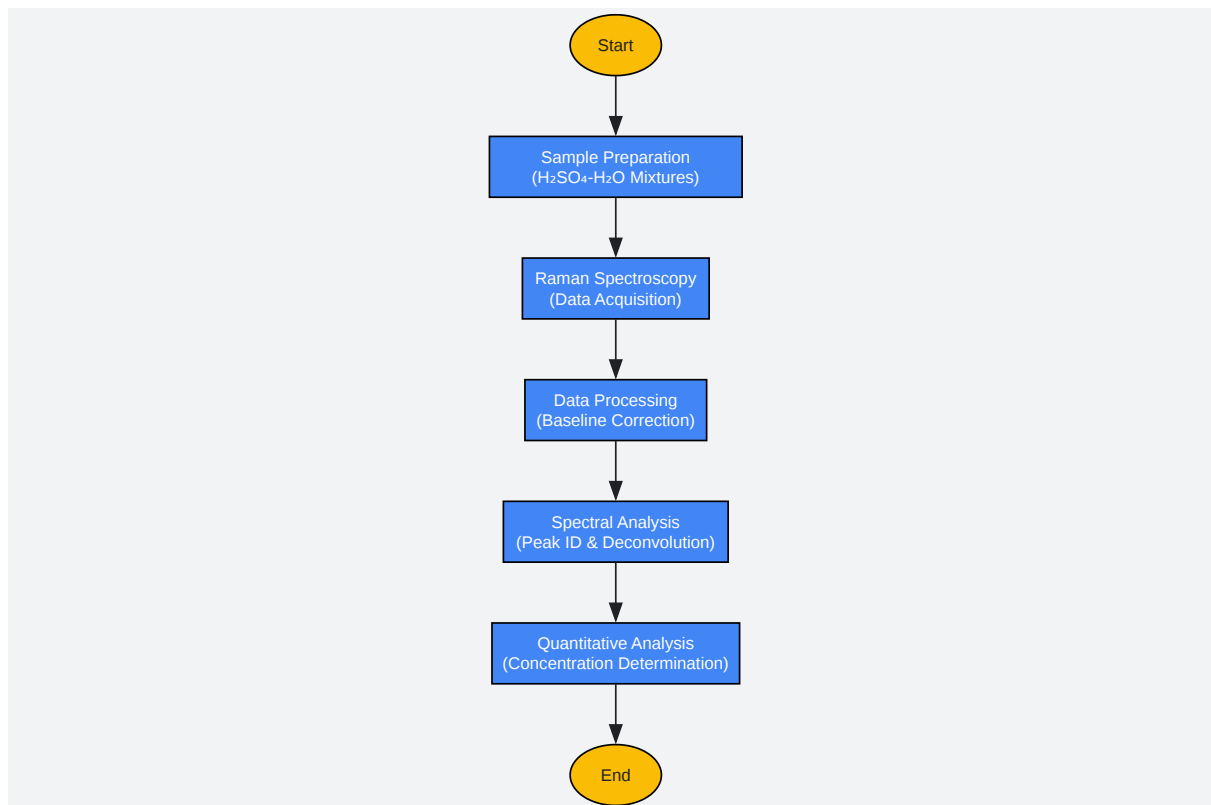 Start
Sample Preparation
(H₂SO₄-H₂O Mixtures)
Raman Spectroscopy
(Data Acquisition)
Data Processing
(Baseline Correction)
Spectral Analysis
(Peak ID & Deconvolution)
Quantitative Analysis
(Concentration Determination)
End